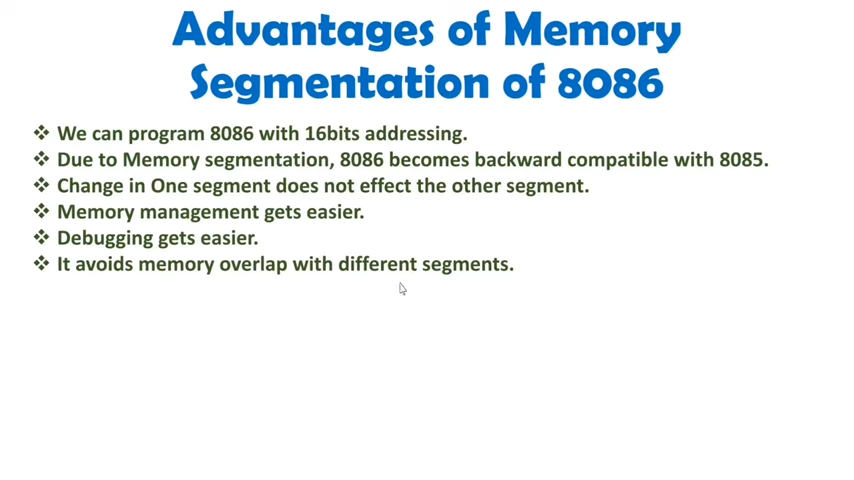 Advantages of Memory
Segmentation of 8086
❖ We can program 8086 with 16bits addressing.
❖ Due to Memory segmentation, 8086 becomes backward compatible with 8085.
❖ Change in One segment does not effect the other segment.
❖ Memory management gets easier.
❖ Debugging gets easier.
❖ It avoids memory overlap with different segments.